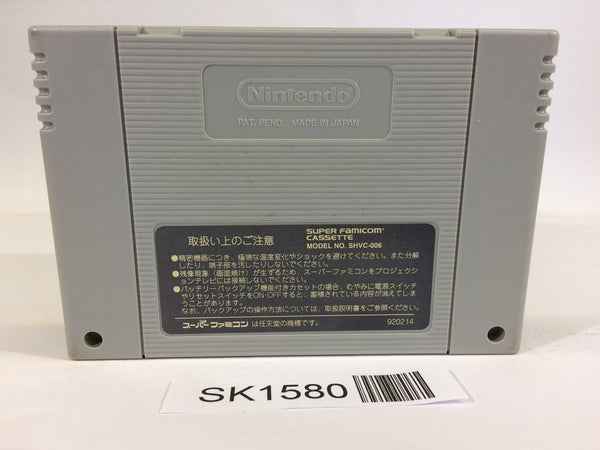 Nintendo
PAT. PEND. MADE IN JAPAN
取扱い上のご注意
SUPER FAMICOM
CASSETTE
MODEL NO. SHVC-006
●精密機器につき、極端な温度変化やショックを避けてください。また分解
したり、端子部を汚したりしないでください。
●残像現象(画面焼け)が生ずるため、スーパーファミコンをプロジェクシ
ョンテレビには接続しないでください。
●バッテリーバックアップ機能付きカセットの場合、むやみに電源スイッチ
やリセットスイッチをON・OFFすると、蓄積されている内容が消えてしま
うことがあります。
なお、バックアップの操作方法については、取扱説明書をご参照ください。
スーパーファミコンは任天堂の商標です。
920214
SK1580